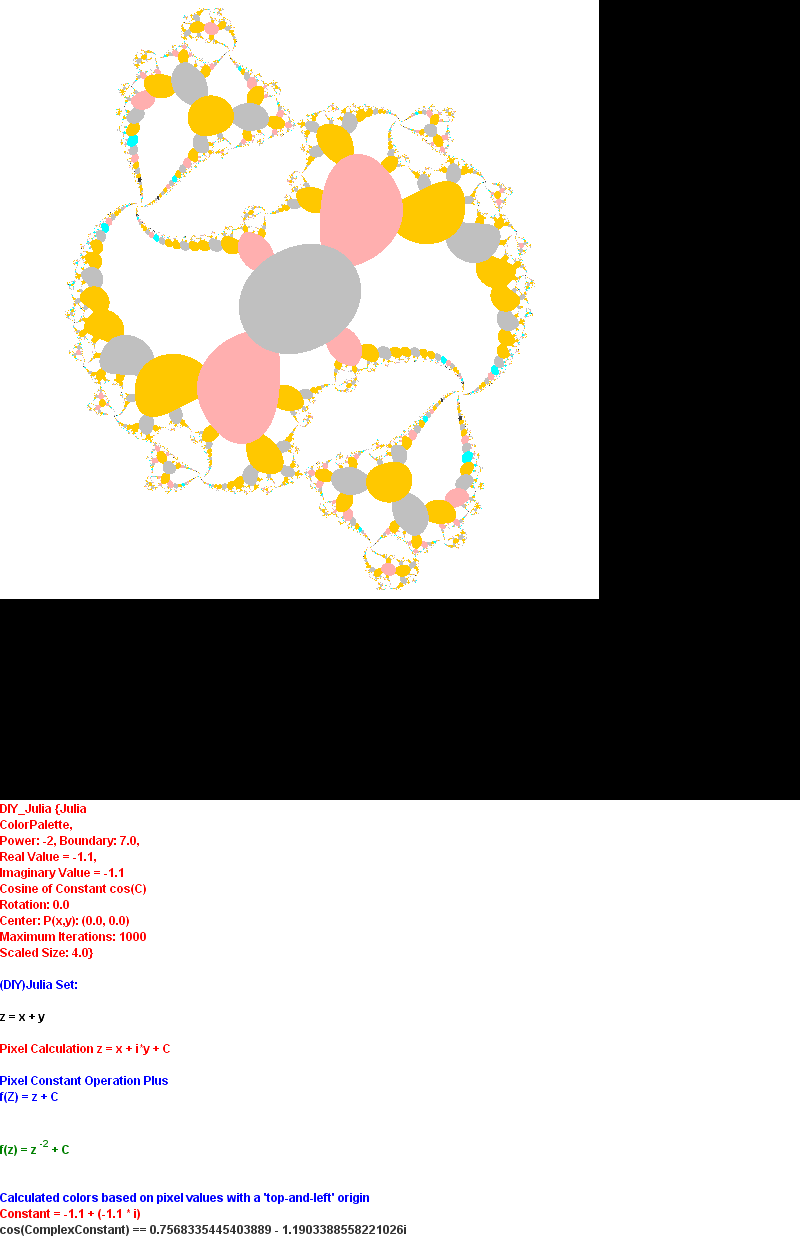 DIY_Julia {Julia
ColorPalette,
Power: -2, Boundary: 7.0,
Real Value = -1.1,
Imaginary Value = -1.1
Cosine of Constant cos(C)
Rotation: 0.0
Center: P(x,y): (0.0, 0.0)
Maximum Iterations: 1000
Scaled Size: 4.0}
(DIY)Julia Set:
z = x + y
Pixel Calculation z = x + i*y + C
Pixel Constant Operation Plus
f(Z) = z + C
f(z) = z -2 + C
Calculated colors based on pixel values with a 'top-and-left' origin
Constant = -1.1 + (-1.1 * i)
cos(ComplexConstant) == 0.7568335445403889 - 1.1903388558221026i